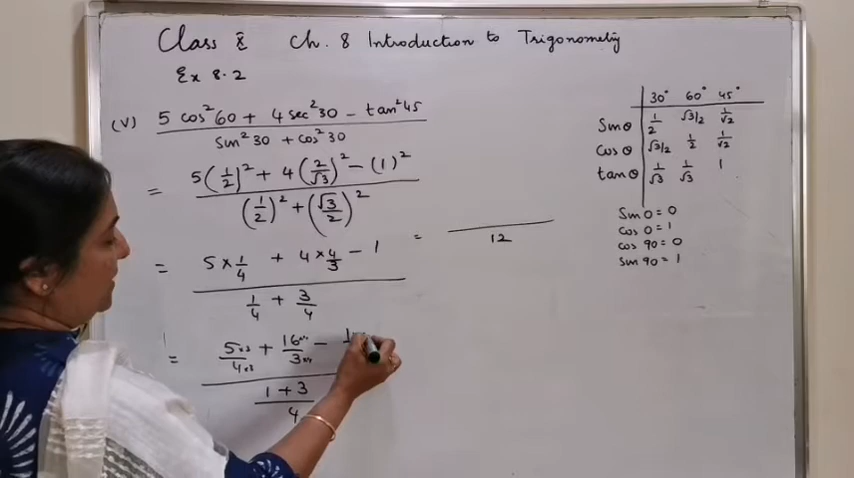 Class X Ch. 8 Introduction to Trigonometry
Ex 8.2
(v) 5 cos²60 + 4 sec²30 − tan²45
sin²30 + cos²30
= 5(1/2)² + 4(2/√3)² − (1)²
(1/2)² + (√3/2)²
= 5×1/4 + 4×4/3 − 1
1/4 + 3/4
= 5×3/4×3 + 16×4/3×4 − 1
1+3
4
=
12
30° 60° 45°
Sinθ 1/2 √3/2 1/√2
Cosθ √3/2 1/2 1/√2
tanθ 1/√3 1/√3 1
Sin 0 = 0
Cos 0 = 1
Cos 90 = 0
Sin 90 = 1